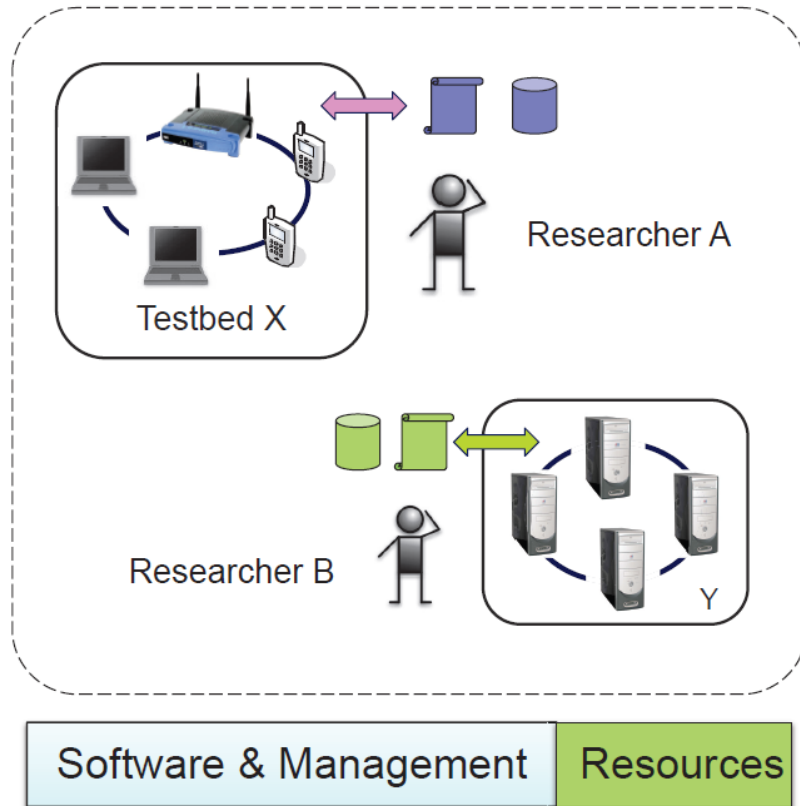 Researcher A
Testbed X
Researcher B
Y
Software & Management
Resources